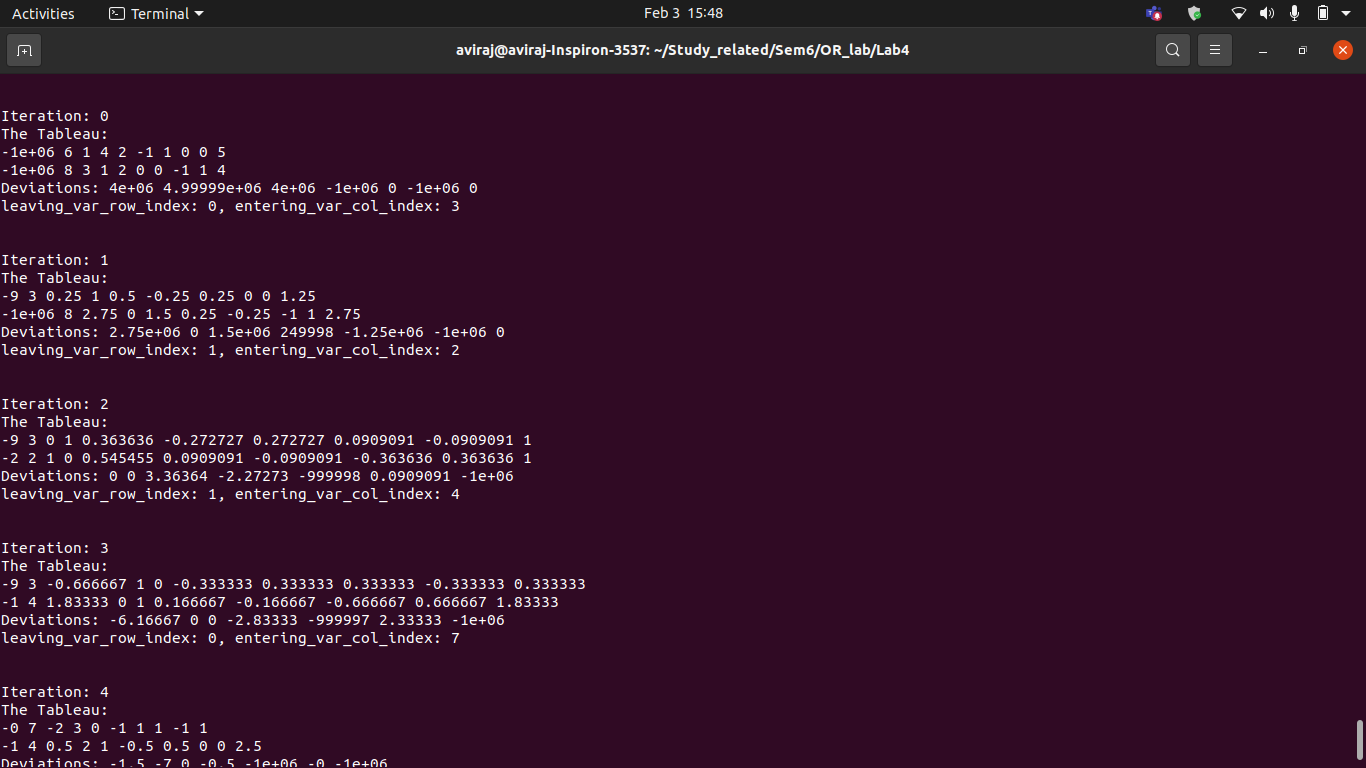 Activities Terminal Feb 3 15:48
aviraj@aviraj-Inspiron-3537: ~/Study_related/Sem6/OR_lab/Lab4
Iteration: 0
The Tableau:
-1e+06 6 1 4 2 -1 1 0 0 5
-1e+06 8 3 1 2 0 0 -1 1 4
Deviations: 4e+06 4.99999e+06 4e+06 -1e+06 0 -1e+06 0
leaving_var_row_index: 0, entering_var_col_index: 3
Iteration: 1
The Tableau:
-9 3 0.25 1 0.5 -0.25 0.25 0 0 1.25
-1e+06 8 2.75 0 1.5 0.25 -0.25 -1 1 2.75
Deviations: 2.75e+06 0 1.5e+06 249998 -1.25e+06 -1e+06 0
leaving_var_row_index: 1, entering_var_col_index: 2
Iteration: 2
The Tableau:
-9 3 0 1 0.363636 -0.272727 0.272727 0.0909091 -0.0909091 1
-2 2 1 0 0.545455 0.0909091 -0.0909091 -0.363636 0.363636 1
Deviations: 0 0 3.36364 -2.27273 -999998 0.0909091 -1e+06
leaving_var_row_index: 1, entering_var_col_index: 4
Iteration: 3
The Tableau:
-9 3 -0.666667 1 0 -0.333333 0.333333 0.333333 -0.333333 0.333333
-1 4 1.83333 0 1 0.166667 -0.166667 -0.666667 0.666667 1.83333
Deviations: -6.16667 0 0 -2.83333 -999997 2.33333 -1e+06
leaving_var_row_index: 0, entering_var_col_index: 7
Iteration: 4
The Tableau:
-0 7 -2 3 0 -1 1 1 -1 1
-1 4 0.5 2 1 -0.5 0.5 0 0 2.5
Deviations: -1.5 -7 0 -0.5 -1e+06 -0 -1e+06